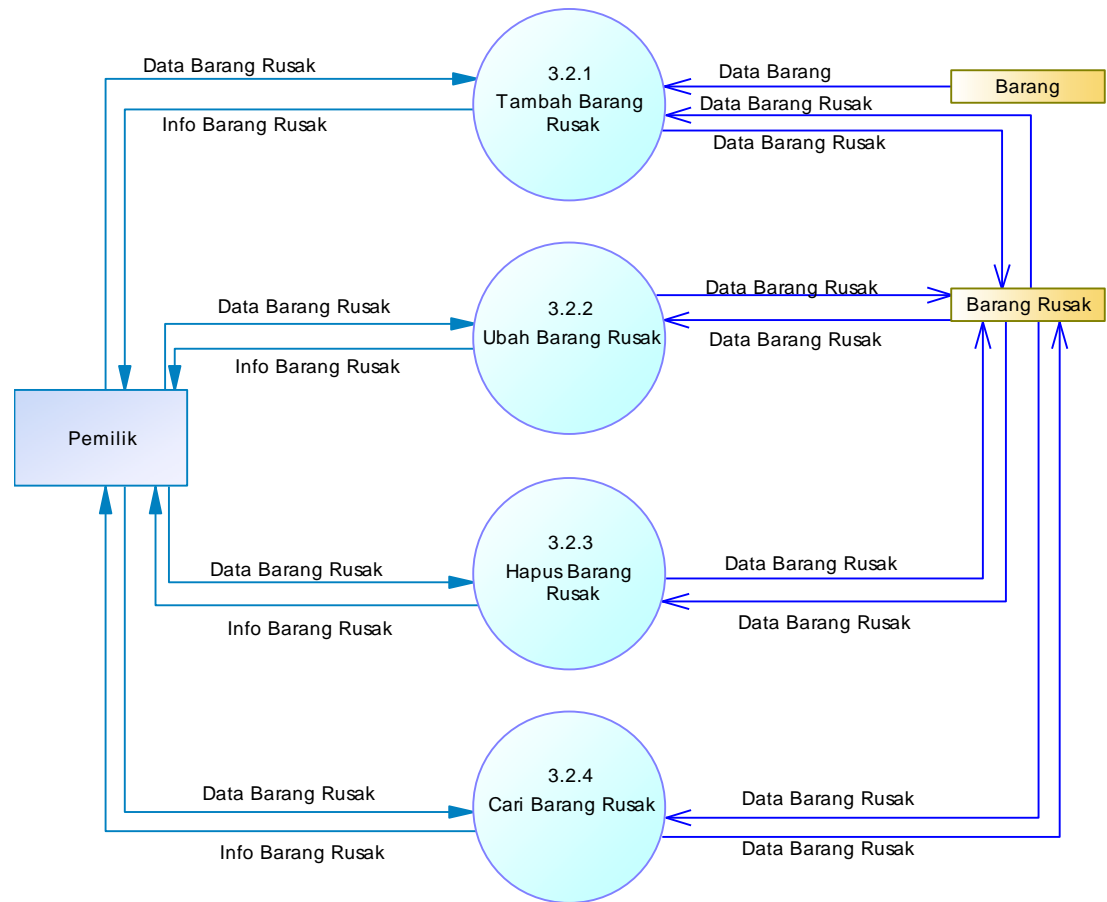 Data Barang Rusak
Info Barang Rusak
3.2.1
Tambah Barang
Rusak
Data Barang
Data Barang Rusak
Data Barang Rusak
Barang
Data Barang Rusak
Info Barang Rusak
3.2.2
Ubah Barang Rusak
Data Barang Rusak
Data Barang Rusak
Barang Rusak
Pemilik
Data Barang Rusak
Info Barang Rusak
3.2.3
Hapus Barang
Rusak
Data Barang Rusak
Data Barang Rusak
Data Barang Rusak
Info Barang Rusak
3.2.4
Cari Barang Rusak
Data Barang Rusak
Data Barang Rusak